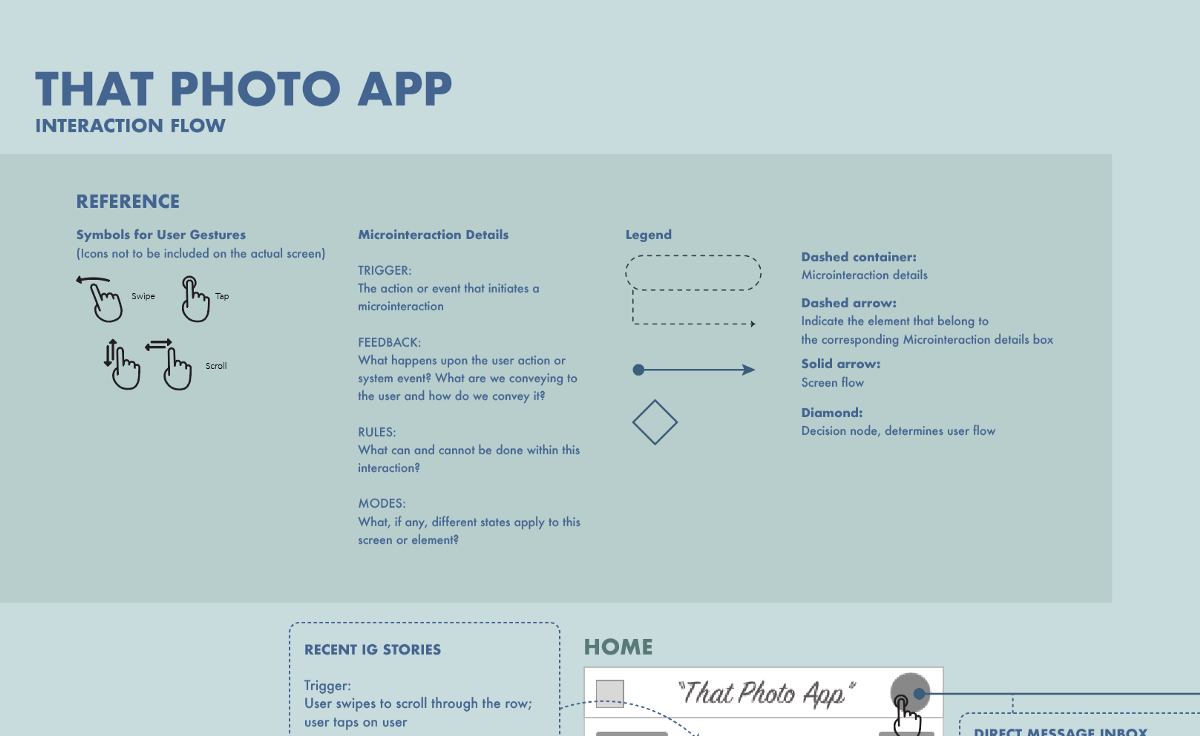 THAT PHOTO APP
INTERACTION FLOW
REFERENCE
Symbols for User Gestures
(Icons not to be included on the actual screen)
Swipe
Tap
Scroll
Microinteraction Details
TRIGGER:
The action or event that initiates a
microinteraction
FEEDBACK:
What happens upon the user action or
system event? What are we conveying to
the user and how do we convey it?
RULES:
What can and cannot be done within this
interaction?
MODES:
What, if any, different states apply to this
screen or element?
Legend
Dashed container:
Microinteraction details
Dashed arrow:
Indicate the element that belong to
the corresponding Microinteraction details box
Solid arrow:
Screen flow
Diamond:
Decision node, determines user flow
RECENT IG STORIES
Trigger:
User swipes to scroll through the row;
user taps on user
HOME
"That Photo App"
DIRECT MESSAGE INBOX